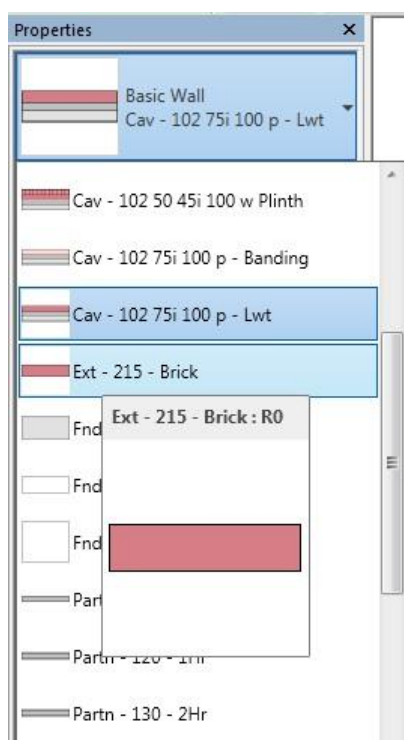 Properties
Basic Wall
Cav - 102 75i 100 p - Lwt
Cav - 102 50 45i 100 w Plinth
Cav - 102 75i 100 p - Banding
Cav - 102 75i 100 p - Lwt
Ext - 215 - Brick
Ext - 215 - Brick : R0
Fnd
Fnd
Fnd
Part
Partn - 120 - 1Hr
Partn - 130 - 2Hr